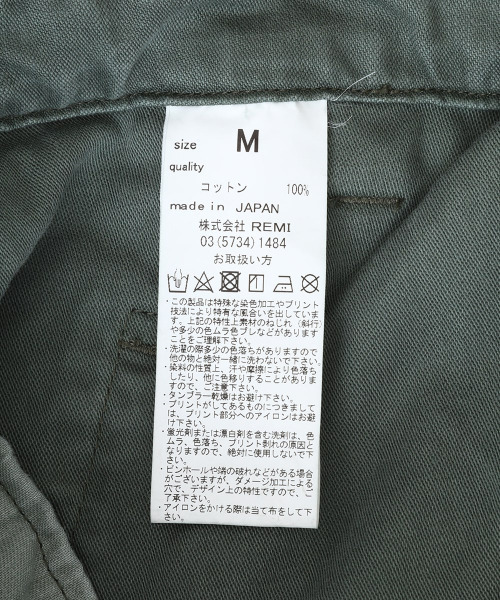 size M
quality
コットン 100%
made in JAPAN
株式会社 REMI
03(5734)1484
お取扱い方
・この製品は特殊な染色加工やプリント
技法により特有な風合いを出していま
す。上記の特性上素材のねじれ（斜行）
や多少の色ムラ色ブレなどがあります
ことをご理解下さい。
・洗濯の際多少の色落ちがありますので
他の物と絶対一緒に洗わないで下さい。
・染料の性質上、汗や摩擦により色落ち
したり、他に色移りすることがありま
すので、ご注意下さい。
・タンブラー乾燥はお避け下さい。
・プリントがしてあるものにつきまして
は、プリント部分へのアイロンはお避
け下さい。
・蛍光剤または漂白剤を含む洗剤は、色
ムラ、色落ち、プリント剥れの原因と
なりますので、絶対に使用しないで下
さい。
・ピンホールや端の破れなどがある場合
がございますが、ダメージ加工による
穴で、デザイン上の特性ですので、ご
了承下さい。
・アイロンをかける際は当て布をして下
さい。